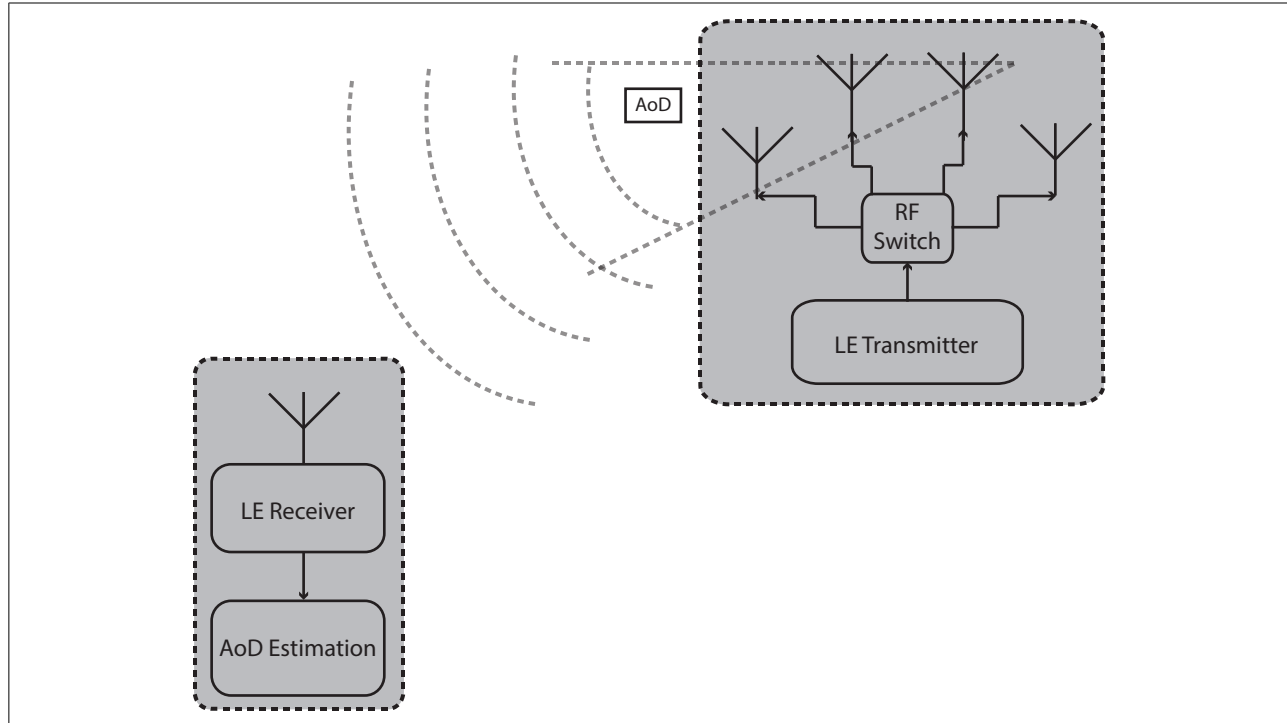 AoD
RF
Switch
LE Transmitter
LE Receiver
AoD Estimation